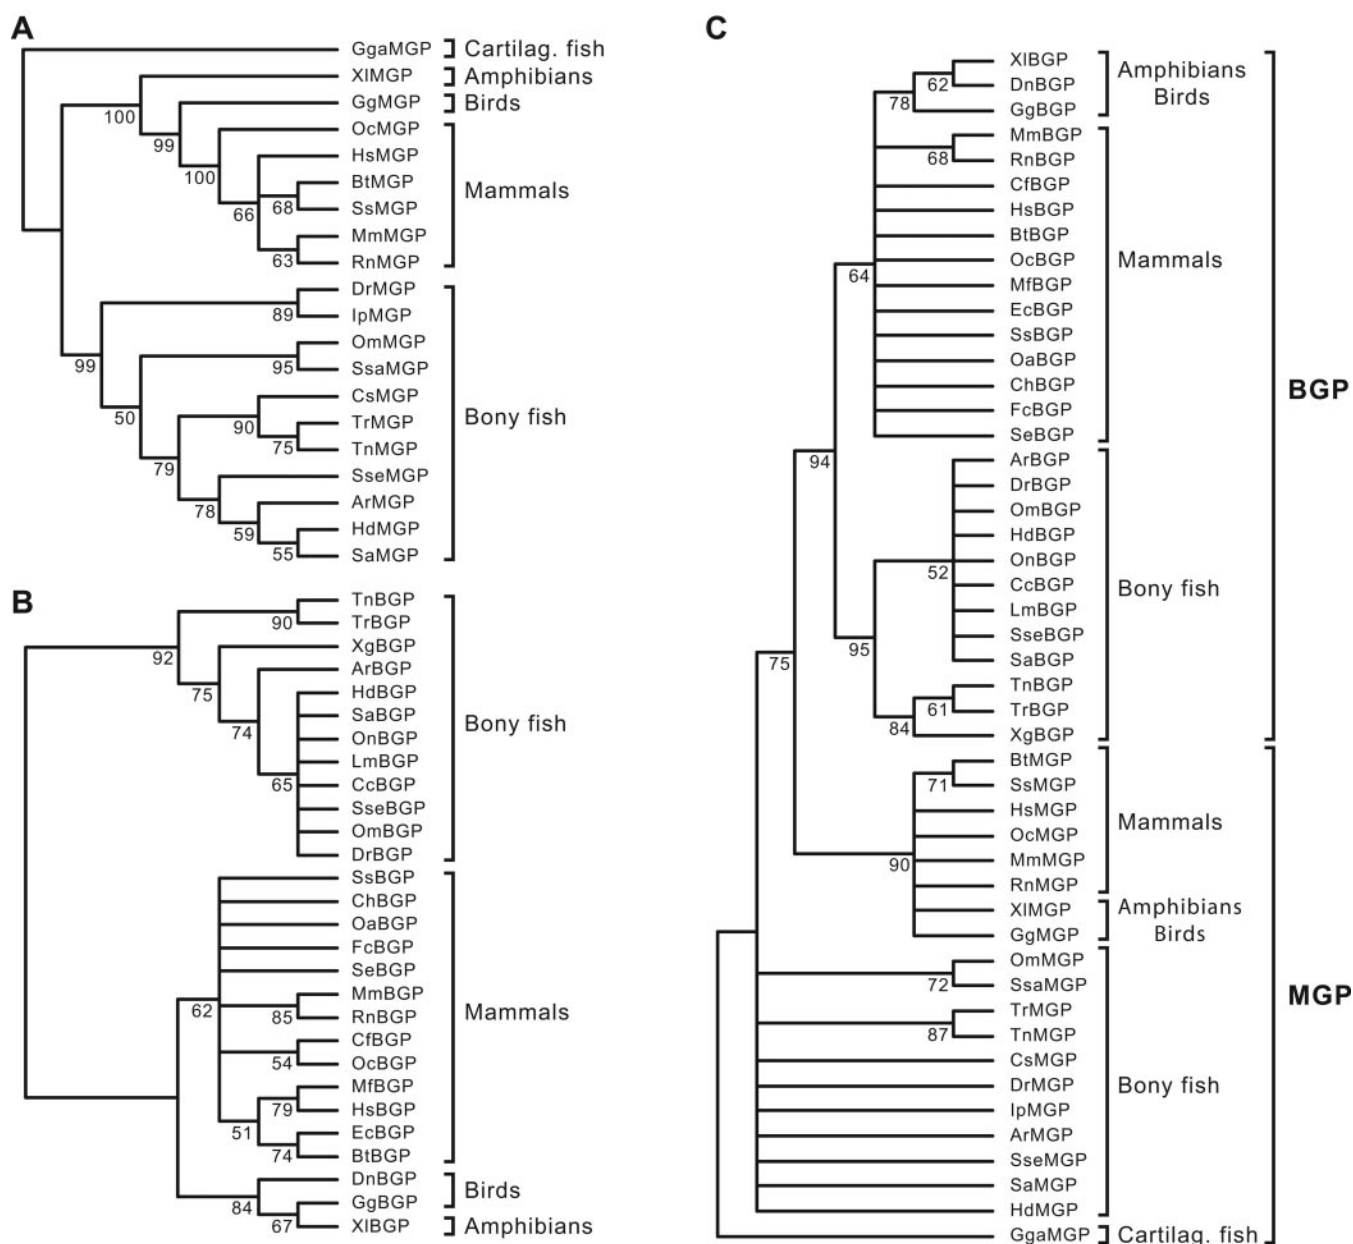 A
GgaMGP Cartilag. fish
XlMGP Amphibians
100
GgMGP Birds
99
OcMGP
100
HsMGP
BtMGP
Mammals
68
SsMGP
66
MmMGP
63
RnMGP
DrMGP
89
IpMGP
OmMGP
99
95
SsaMGP
CsMGP
50
Bony fish
90
TrMGP
75
TnMGP
79
SseMGP
ArMGP
78
HdMGP
59
55
SaMGP
B
TnBGP
90
TrBGP
XgBGP
92
ArBGP
75
HdBGP
SaBGP
Bony fish
74
OnBGP
LmBGP
65
CcBGP
SseBGP
OmBGP
DrBGP
SsBGP
ChBGP
OaBGP
FcBGP
SeBGP
MmBGP
62
Mammals
85
RnBGP
CfBGP
54
OcBGP
MfBGP
79
HsBGP
51
EcBGP
74
BtBGP
DnBGP
84
Birds
GgBGP
67
XlBGP Amphibians
C
XlBGP
Amphibians
62
DnBGP
Birds
78
GgBGP
MmBGP
68
RnBGP
CfBGP
HsBGP
BtBGP
OcBGP
Mammals
64
MfBGP
EcBGP
SsBGP
OaBGP
ChBGP
BGP
FcBGP
SeBGP
94
ArBGP
DrBGP
OmBGP
HdBGP
OnBGP
52
CcBGP
Bony fish
LmBGP
SseBGP
95
SaBGP
75
TnBGP
61
TrBGP
84
XgBGP
BtMGP
71
SsMGP
HsMGP
Mammals
OcMGP
90
MmMGP
RnMGP
XlMGP
Amphibians
GgMGP
Birds
OmMGP
72
SsaMGP
MGP
TrMGP
87
TnMGP
CsMGP
DrMGP
Bony fish
IpMGP
ArMGP
SseMGP
SaMGP
HdMGP
GgaMGP Cartilag. fish